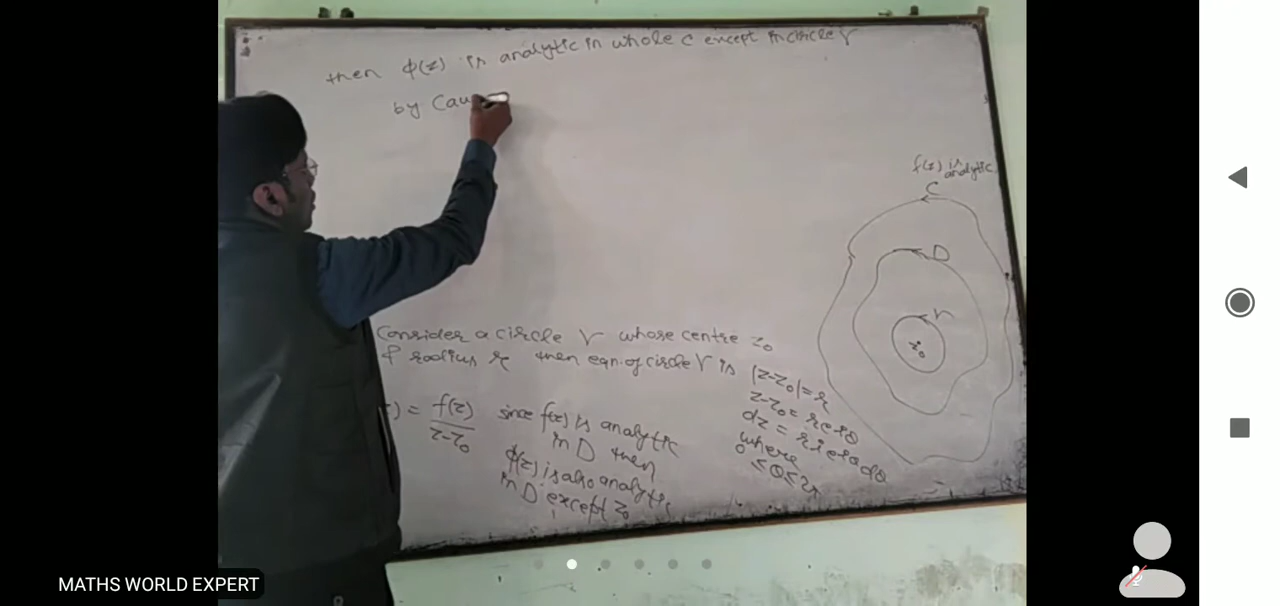 then φ(z) is analytic in whole C except in circle γ
by Cau
f(z) is
analytic
C
D
r
z₀
Consider a circle γ whose centre z₀
& radius r then eqn. of circle γ is |z-z₀|=r
z-z₀ = re^iθ
dz = rie^iθdθ
where
0≤θ≤2π
) = f(z)/z-z₀ since f(z) is analytic
in D then
φ(z) is also analytic
in D except z₀
MATHS WORLD EXPERT